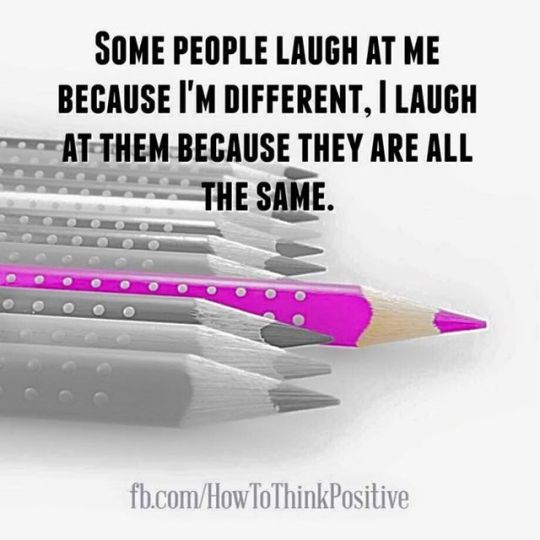 SOME PEOPLE LAUGH AT ME
BECAUSE I'M DIFFERENT, I LAUGH
AT THEM BECAUSE THEY ARE ALL
THE SAME.
fb.com/HowToThinkPositive